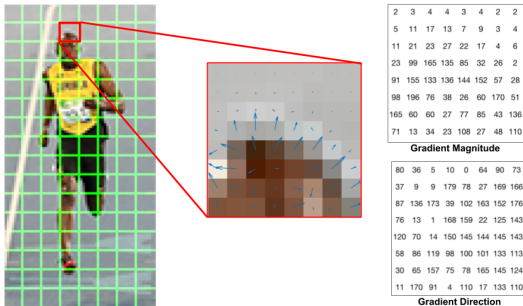 2 3 4 4 3 4 2 2
5 11 17 13 7 9 3 4
11 21 23 27 22 17 4 6
23 99 165 135 85 32 26 2
91 155 133 136 144 152 57 28
98 196 76 38 26 60 170 51
165 60 60 27 77 85 43 136
71 13 34 23 108 27 48 110
Gradient Magnitude
80 36 5 10 0 64 90 73
37 9 9 179 78 27 169 166
87 136 173 39 102 163 152 176
76 13 1 168 159 22 125 143
120 70 14 150 145 144 145 143
58 86 119 98 100 101 133 113
30 65 157 75 78 165 145 124
11 170 91 4 110 17 133 110
Gradient Direction